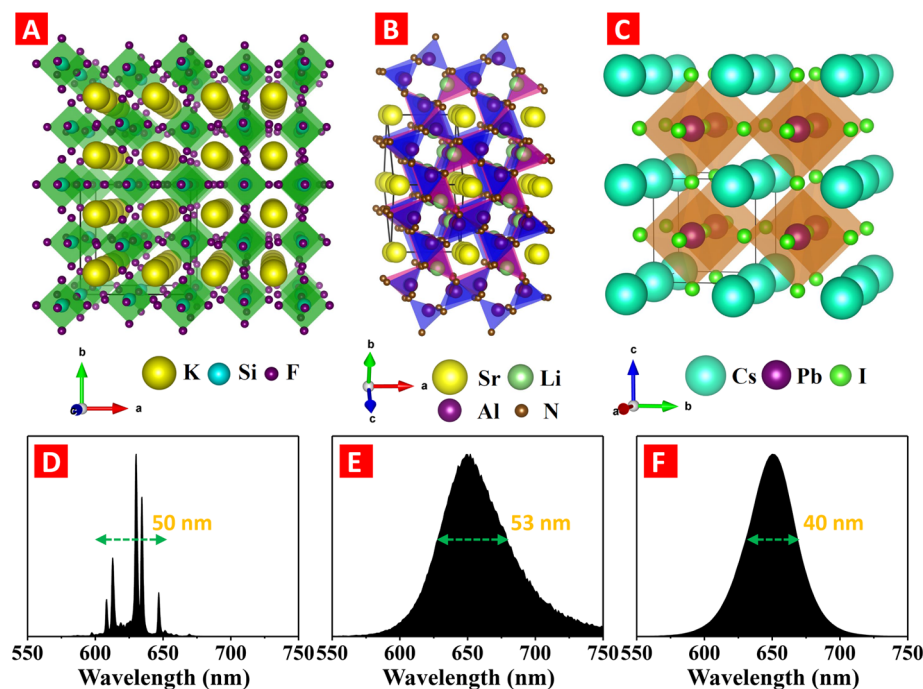 A B C
b
a
c
K Si F
b
a
c
Sr Li
Al N
c
b
a
Cs Pb I
D E F
50 nm 53 nm 40 nm
550 600 650 700 750 550 600 650 700 750 550 600 650 700 750
Wavelength (nm) Wavelength (nm) Wavelength (nm)